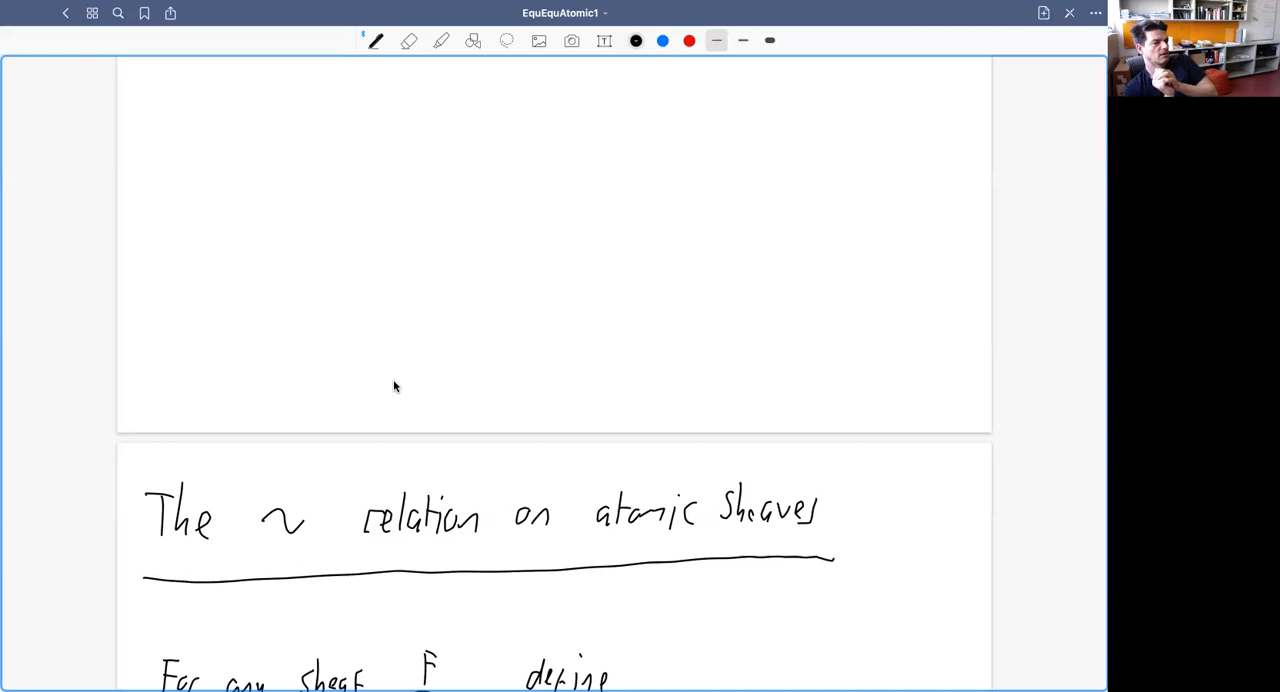 EquEquAtomic1
The ~ relation on atomic sheaves
For any sheaf F define